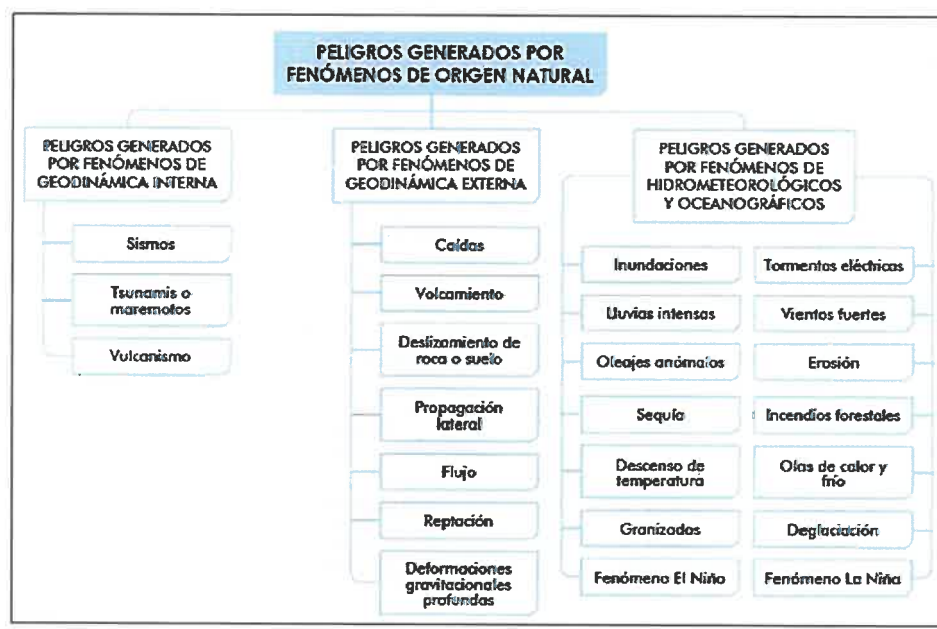 PELIGROS GENERADOS POR
FENÓMENOS DE ORIGEN NATURAL
PELIGROS GENERADOS
POR FENÓMENOS DE
GEODINÁMICA INTERNA
Sismos
Tsunamis o
maremotos
Vulcanismo
PELIGROS GENERADOS
POR FENÓMENOS DE
GEODINÁMICA EXTERNA
Caídas
Volcamiento
Deslizamiento de
roca o suelo
Propagación
lateral
Flujo
Reptación
Deformaciones
gravitacionales
profundas
PELIGROS GENERADOS
POR FENÓMENOS DE
HIDROMETEOROLÓGICOS
Y OCEANOGRÁFICOS
Inundaciones
Lluvias intensas
Oleajes anómalos
Sequía
Descenso de
temperatura
Granizadas
Fenómeno El Niño
Tormentas eléctricas
Vientos fuertes
Erosión
Incendios forestales
Olas de calor y
frío
Deglaciación
Fenómeno La Niña